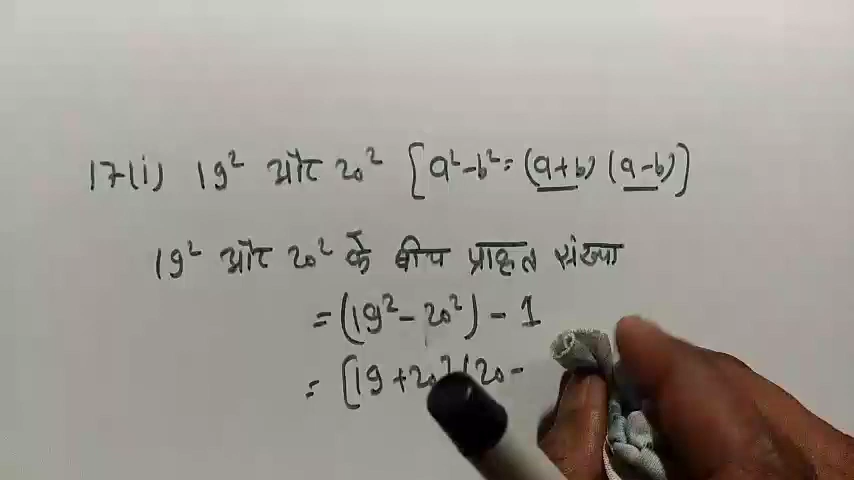 17(i) 19² और 20² [a²-b²=(a+b) (a-b)]
19² और 20² के बीच प्राकृत संख्या
=(19²-20²)-1
=[19+20](20-